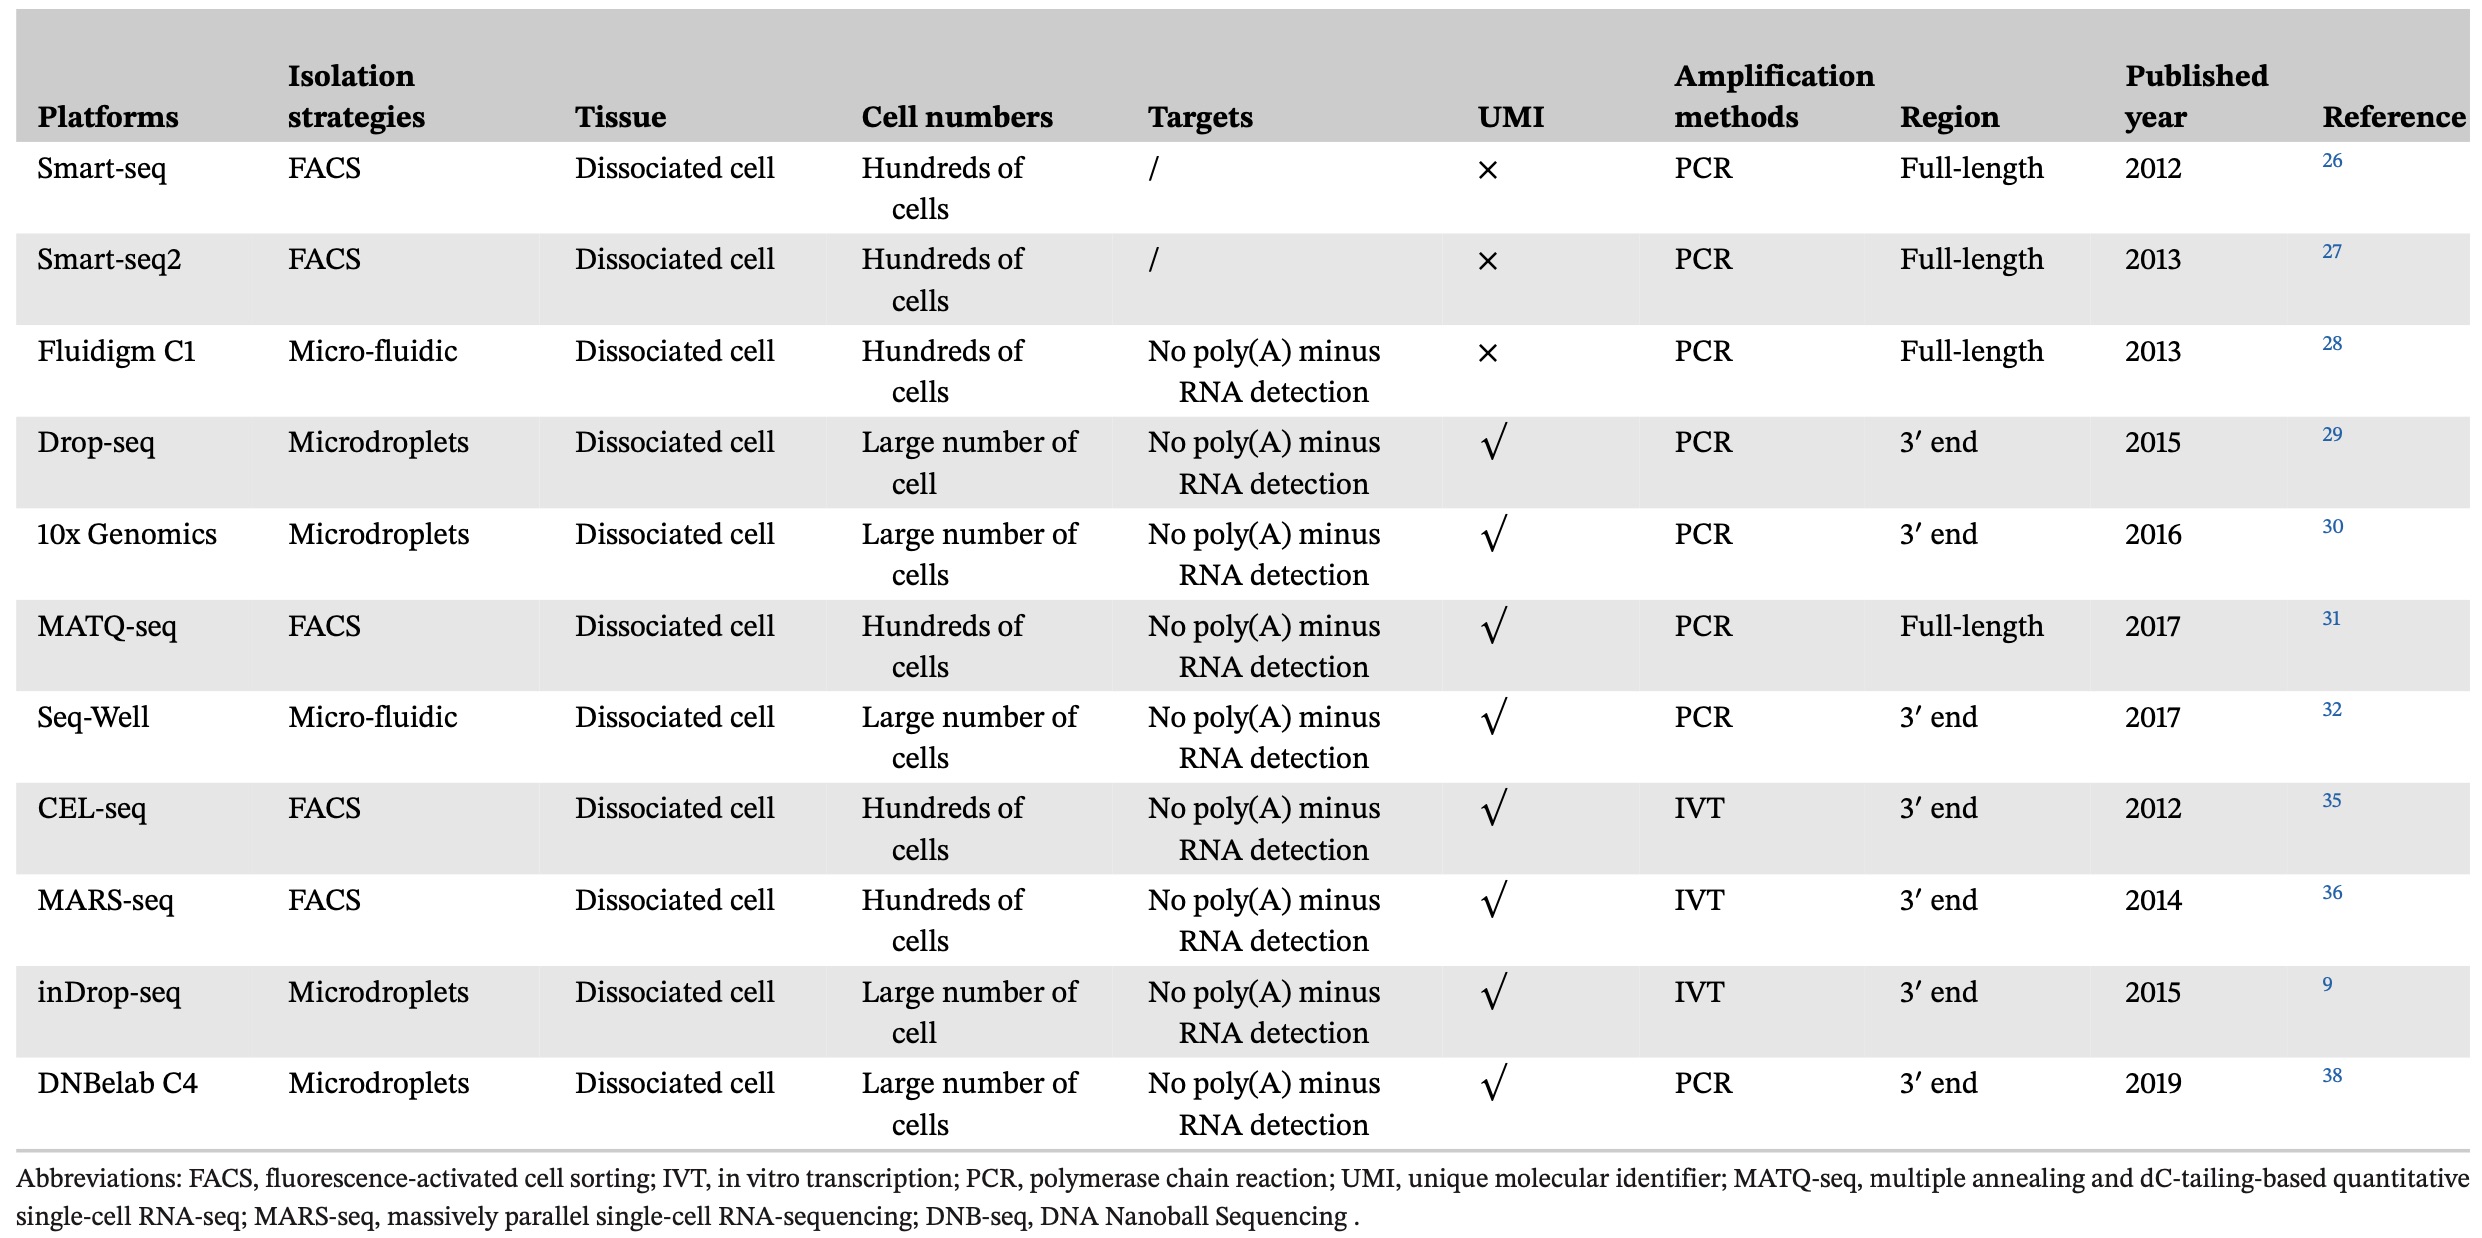 Platforms Isolation strategies Tissue Cell numbers Targets UMI Amplification methods Region Published year Reference
Smart-seq FACS Dissociated cell Hundreds of cells / × PCR Full-length 2012 26
Smart-seq2 FACS Dissociated cell Hundreds of cells / × PCR Full-length 2013 27
Fluidigm C1 Micro-fluidic Dissociated cell Hundreds of cells No poly(A) minus RNA detection × PCR Full-length 2013 28
Drop-seq Microdroplets Dissociated cell Large number of cell No poly(A) minus RNA detection √ PCR 3′ end 2015 29
10x Genomics Microdroplets Dissociated cell Large number of cells No poly(A) minus RNA detection √ PCR 3′ end 2016 30
MATQ-seq FACS Dissociated cell Hundreds of cells No poly(A) minus RNA detection √ PCR Full-length 2017 31
Seq-Well Micro-fluidic Dissociated cell Large number of cells No poly(A) minus RNA detection √ PCR 3′ end 2017 32
CEL-seq FACS Dissociated cell Hundreds of cells No poly(A) minus RNA detection √ IVT 3′ end 2012 35
MARS-seq FACS Dissociated cell Hundreds of cells No poly(A) minus RNA detection √ IVT 3′ end 2014 36
inDrop-seq Microdroplets Dissociated cell Large number of cell No poly(A) minus RNA detection √ IVT 3′ end 2015 9
DNBelab C4 Microdroplets Dissociated cell Large number of cells No poly(A) minus RNA detection √ PCR 3′ end 2019 38
Abbreviations: FACS, fluorescence-activated cell sorting; IVT, in vitro transcription; PCR, polymerase chain reaction; UMI, unique molecular identifier; MATQ-seq, multiple annealing and dC-tailing-based quantitative
single-cell RNA-seq; MARS-seq, massively parallel single-cell RNA-sequencing; DNB-seq, DNA Nanoball Sequencing .